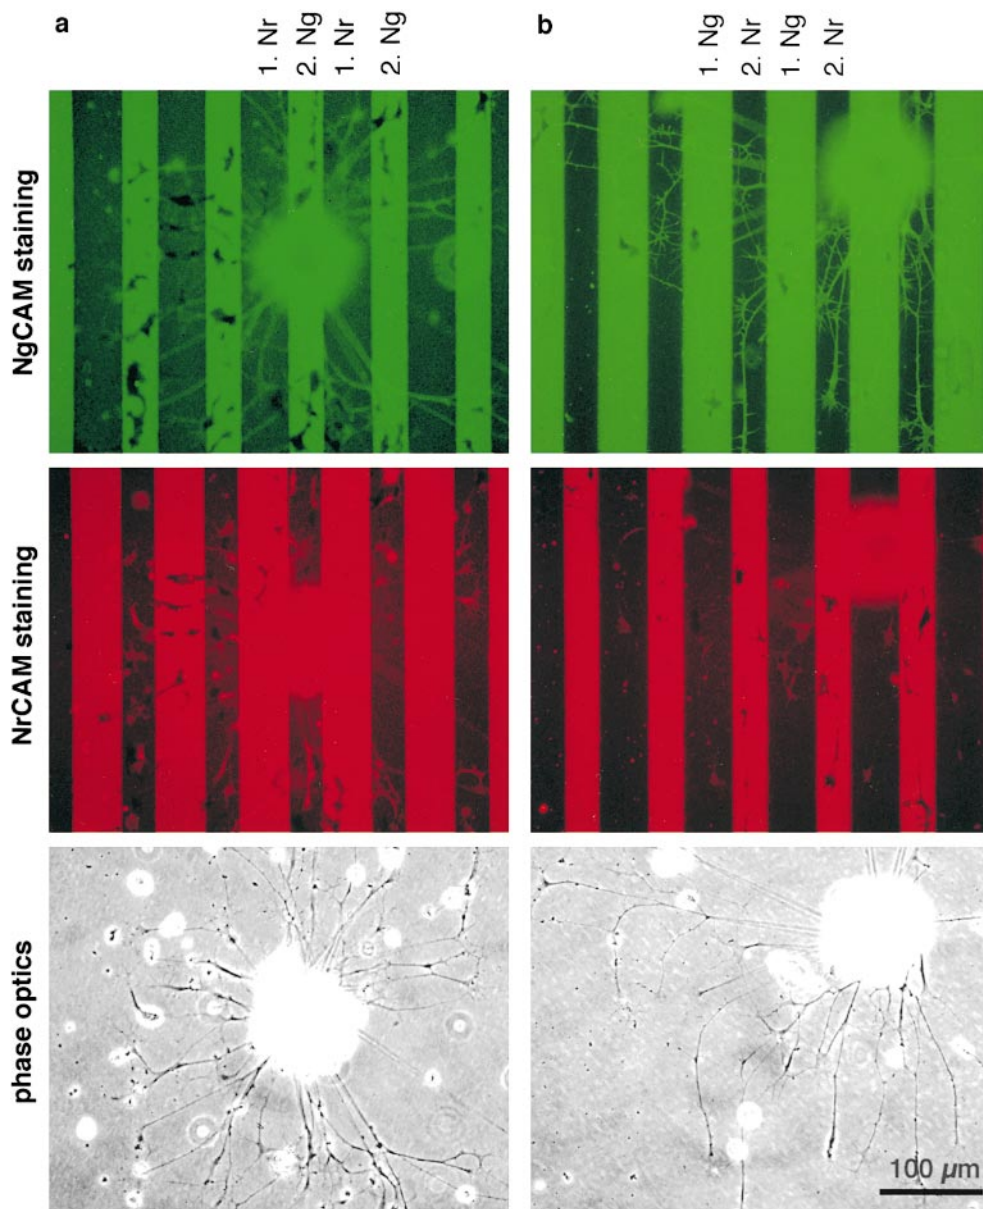 a
1. Nr
2. Ng
1. Nr
2. Ng
b
1. Ng
2. Nr
1. Ng
2. Nr
NgCAM staining
NrCAM staining
phase optics
100 µm